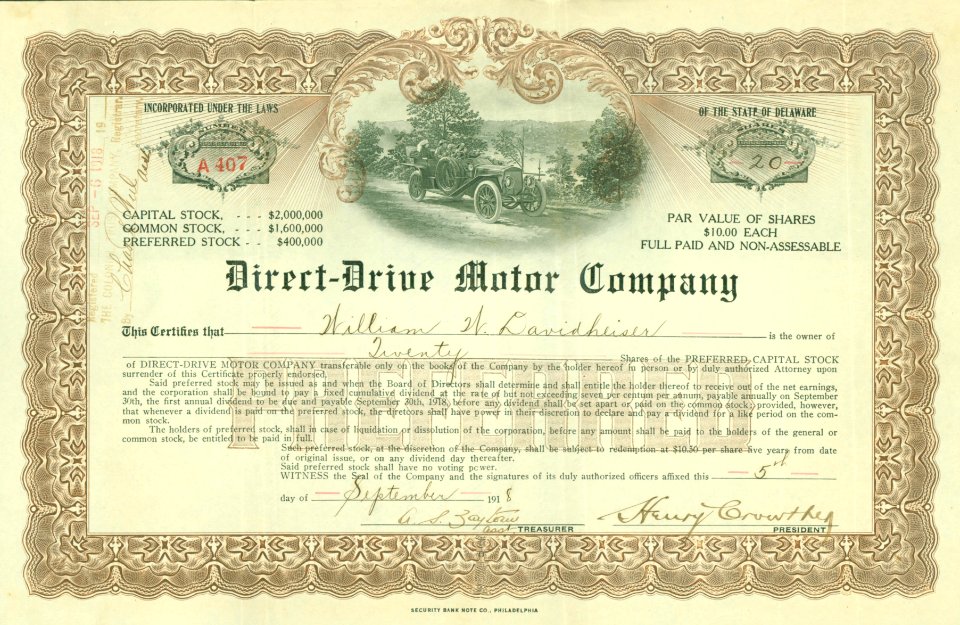 INCORPORATED UNDER THE LAWS
OF THE STATE OF DELAWARE
NUMBER
A 407
SHARES
20
CAPITAL STOCK, - - - $2,000,000
COMMON STOCK, - - - $1,600,000
PREFERRED STOCK - - $400,000
PAR VALUE OF SHARES
$10.00 EACH
FULL PAID AND NON-ASSESSABLE
Direct-Drive Motor Company
This Certifies that William W. Davidheiser is the owner of
Twenty Shares of the PREFERRED CAPITAL STOCK
of DIRECT-DRIVE MOTOR COMPANY transferable only on the books of the Company by the holder thereof in person or by duly authorized Attorney upon
surrender of this Certificate properly endorsed.
Said preferred stock may be issued as and when the Board of Directors shall determine and shall entitle the holder thereof to receive out of the net earnings,
and the corporation shall be bound to pay a fixed cumulative dividend at the rate of but not exceeding seven per centum per annum, payable annually on September
30th, the first annual dividend to be due and payable September 30th, 1918, before any dividend shall be set apart or paid on the common stock; provided, however,
that whenever a dividend is paid on the preferred stock, the directors shall have power in their discretion declare and pay a dividend for a like period on the com-
mon stock.
The holders of preferred stock, shall in case of liquidation or dissolution of the corporation, before any amount shall be paid to the holders of the general or
common stock, be entitled to be paid in full.
Such preferred stock, at the discretion of the Company, shall be subject to redemption at $10.50 per share five years from date
of original issue, or on any dividend day thereafter.
Said preferred stock shall have no voting power.
WITNESS the Seal of the Company and the signatures of its duly authorized officers affixed this 5th
day of September 1918
asst TREASURER
Henry Crowther
PRESIDENT
PREFERRED
SEP -5 1918 19
Registered
THE
By
Registrar
SECURITY BANK NOTE CO., PHILADELPHIA